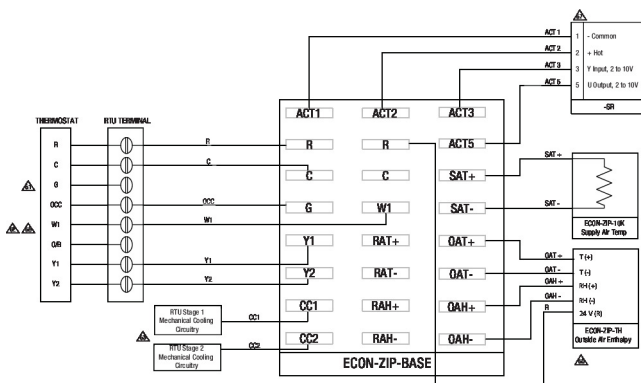 ACT 1
ACT 2
ACT 3
ACT 5
1 - Common
2 + Hot
3 Y Input, 2 to 10V
5 U Output, 2 to 10V
-SR
THERMOSTAT
RTU TERMINAL
R
C
G
OCC
W1
O/B
Y1
Y2
R
C
OCC
W1
Y1
Y2
ACT1 ACT2 ACT3
R R ACT5
C C SAT+
G W1 SAT-
Y1 RAT+ OAT+
Y2 RAT- OAT-
CC1 RAH+ OAH+
CC2 RAH- OAH-
ECON-ZIP-BASE
RTU Stage 1
Mechanical Cooling
Circuitry
CC1
RTU Stage 2
Mechanical Cooling
Circuitry
CC2
SAT +
SAT -
ECON-ZIP-10K
Supply Air Temp
OAT +
OAT -
OAH +
OAH -
R
T (+)
T (-)
RH (+)
RH (-)
24 V (R)
ECON-ZIP-TH
Outside Air Enthalpy